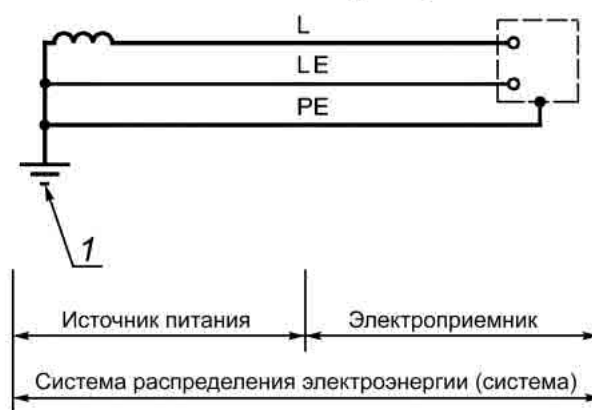 L
LE
PE
1
Источник питания
Электроприемник
Система распределения электроэнергии (система)